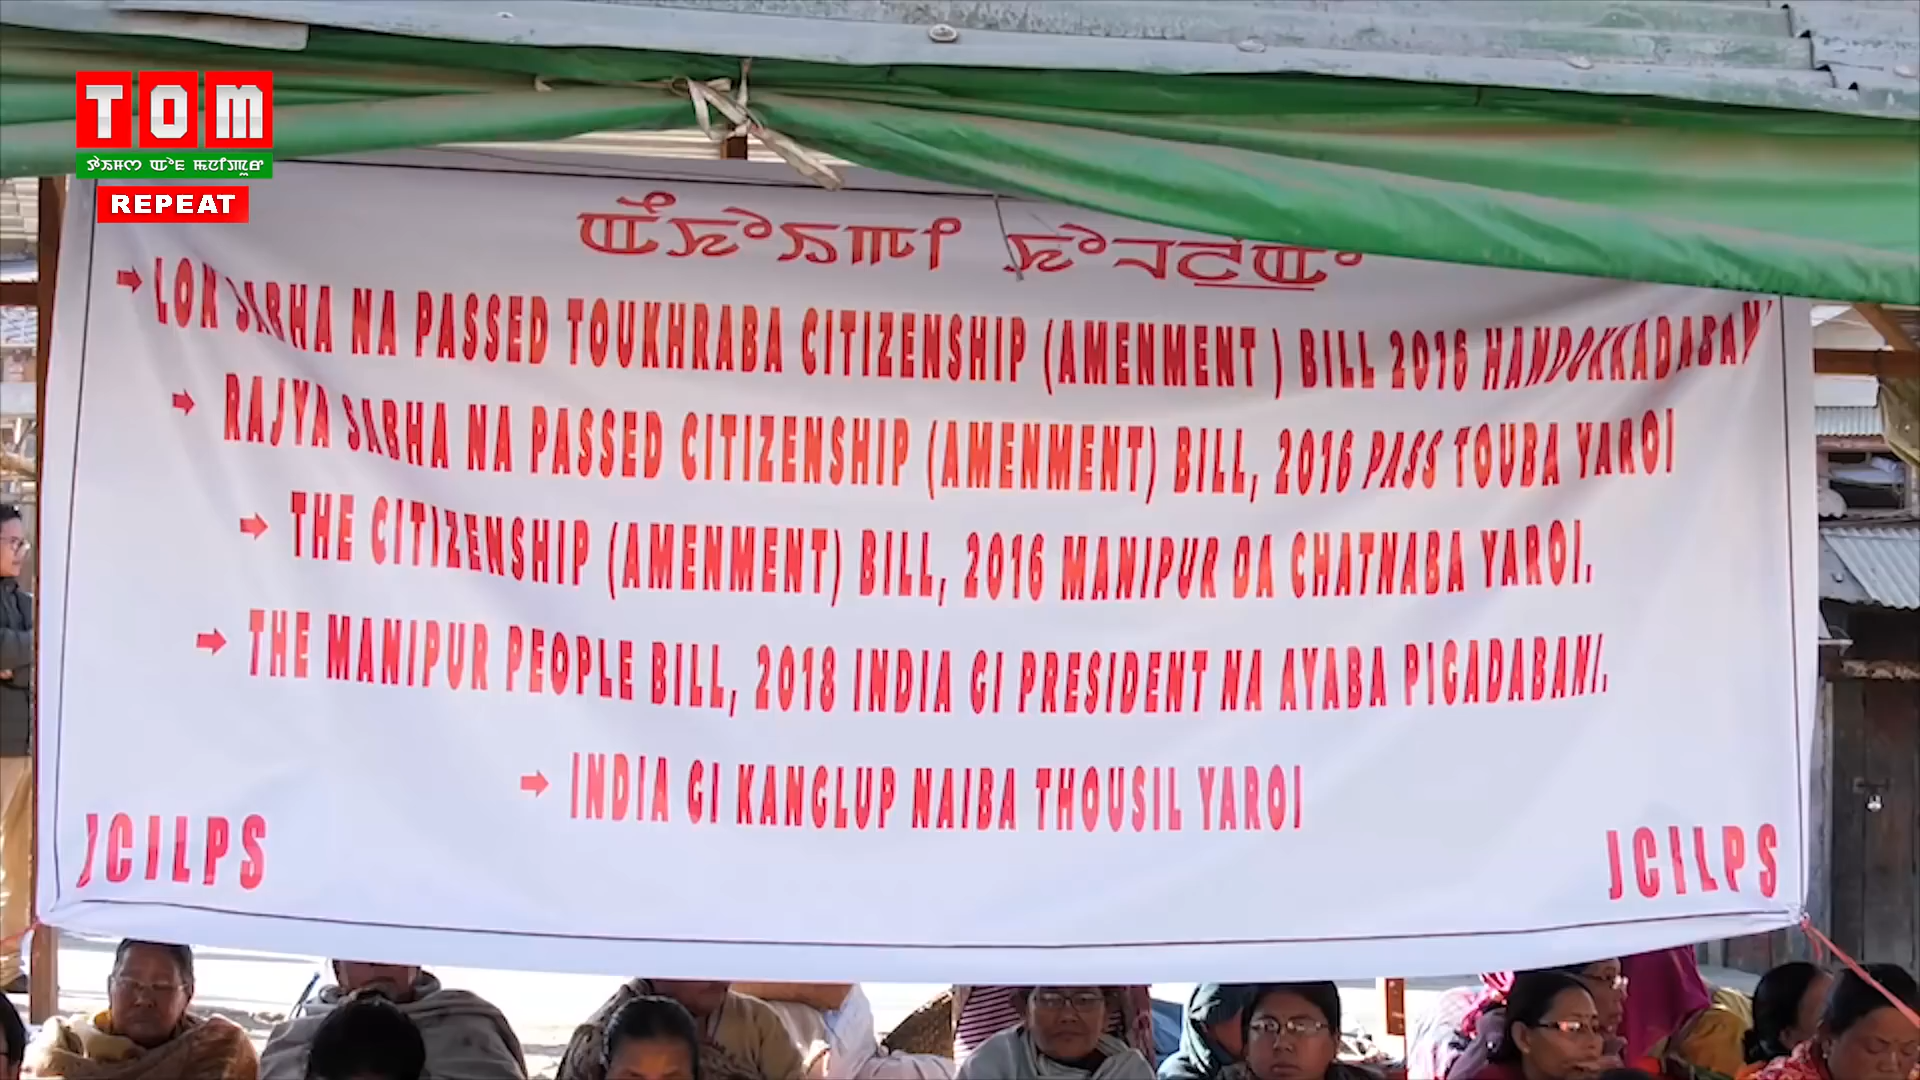 TOM
REPEAT
LOK SABHA NA PASSED TOUKHRABA CITIZENSHIP (AMENMENT ) BILL 2016 HANDOKKADABANI
RAJYA SABHA NA PASSED CITIZENSHIP (AMENMENT) BILL, 2016 PASS TOUBA YAROI
THE CITIZENSHIP (AMENMENT) BILL, 2016 MANIPUR DA CHATNABA YAROI.
THE MANIPUR PEOPLE BILL, 2018 INDIA GI PRESIDENT NA AYABA PIGADABANI.
INDIA GI KANGLUP NAIBA THOUSIL YAROI
JCILPS
JCILPS